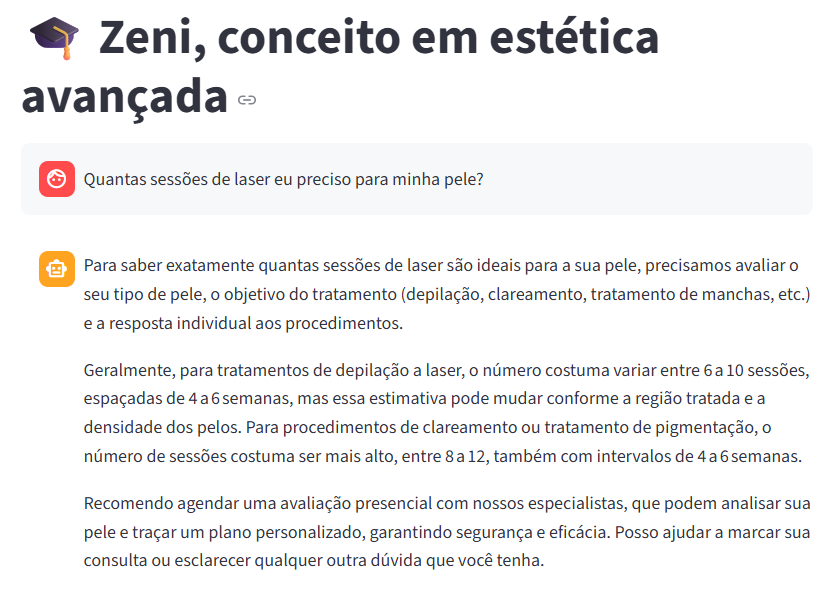 Zeni, conceito em estética
avançada
Quantas sessões de laser eu preciso para minha pele?
Para saber exatamente quantas sessões de laser são ideais para a sua pele, precisamos avaliar o
seu tipo de pele, o objetivo do tratamento (depilação, clareamento, tratamento de manchas, etc.)
e a resposta individual aos procedimentos.
Geralmente, para tratamentos de depilação a laser, o número costuma variar entre 6 a 10 sessões,
espaçadas de 4 a 6 semanas, mas essa estimativa pode mudar conforme a região tratada e a
densidade dos pelos. Para procedimentos de clareamento ou tratamento de pigmentação, o
número de sessões costuma ser mais alto, entre 8 a 12, também com intervalos de 4 a 6 semanas.
Recomendo agendar uma avaliação presencial com nossos especialistas, que podem analisar sua
pele e traçar um plano personalizado, garantindo segurança e eficácia. Posso ajudar a marcar sua
consulta ou esclarecer qualquer outra dúvida que você tenha.